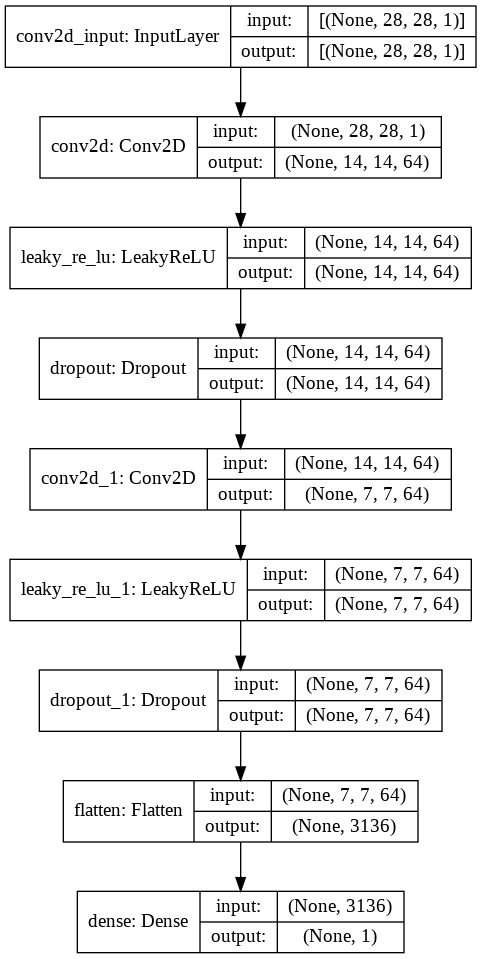 conv2d_input: InputLayer
input: [(None, 28, 28, 1)]
output: [(None, 28, 28, 1)]
conv2d: Conv2D
input: (None, 28, 28, 1)
output: (None, 14, 14, 64)
leaky_re_lu: LeakyReLU
input: (None, 14, 14, 64)
output: (None, 14, 14, 64)
dropout: Dropout
input: (None, 14, 14, 64)
output: (None, 14, 14, 64)
conv2d_1: Conv2D
input: (None, 14, 14, 64)
output: (None, 7, 7, 64)
leaky_re_lu_1: LeakyReLU
input: (None, 7, 7, 64)
output: (None, 7, 7, 64)
dropout_1: Dropout
input: (None, 7, 7, 64)
output: (None, 7, 7, 64)
flatten: Flatten
input: (None, 7, 7, 64)
output: (None, 3136)
dense: Dense
input: (None, 3136)
output: (None, 1)